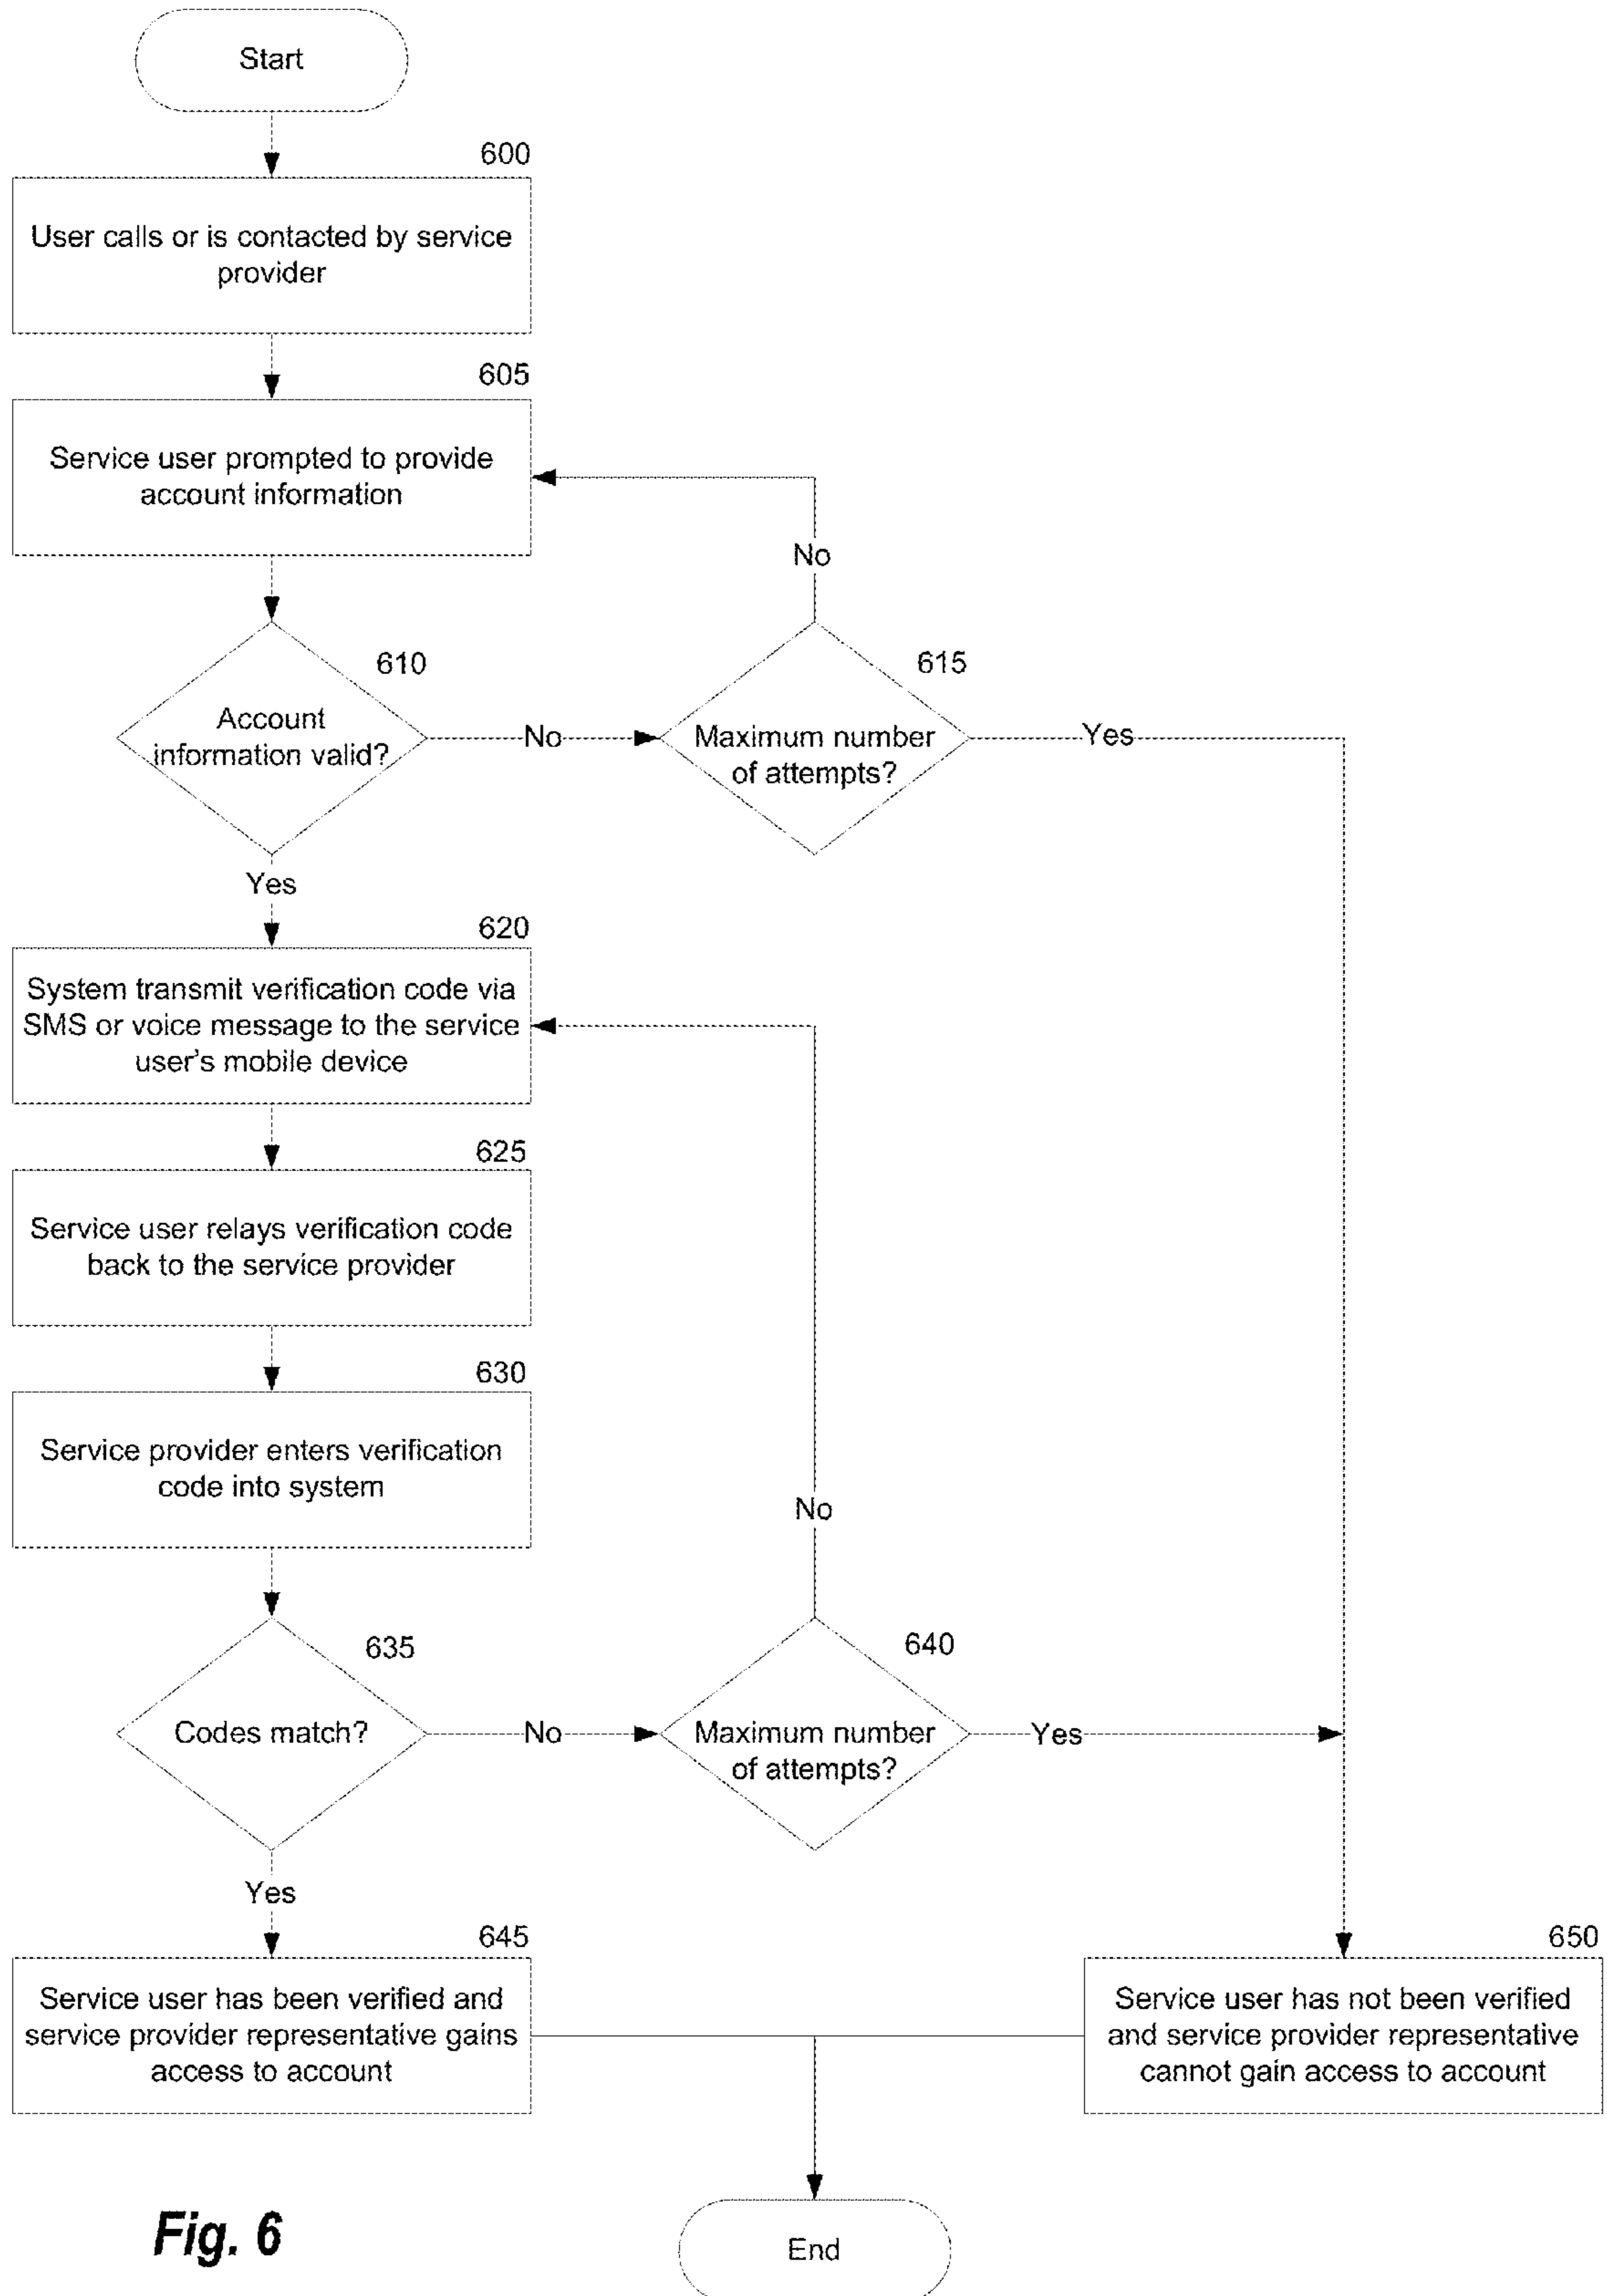 Start
600
User calls or is contacted by service
provider
605
Service user prompted to provide
account information
No
610
615
Account
information valid?
No
Maximum number
of attempts?
Yes
Yes
620
System transmit verification code via
SMS or voice message to the service
user's mobile device
625
Service user relays verification code
back to the service provider
630
Service provider enters verification
code into system
No
635
640
Codes match?
No
Maximum number
of attempts?
Yes
Yes
645
650
Service user has been verified and
service provider representative gains
access to account
Service user has not been verified
and service provider representative
cannot gain access to account
Fig. 6
End